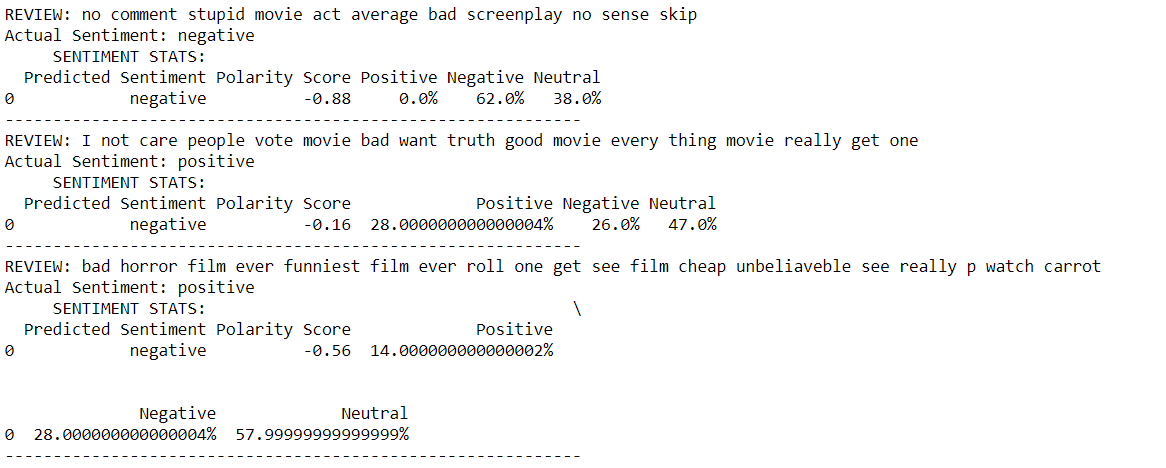 REVIEW: no comment stupid movie act average bad screenplay no sense skip
Actual Sentiment: negative
     SENTIMENT STATS:
  Predicted Sentiment Polarity Score Positive Negative Neutral
0            negative          -0.88     0.0%    62.0%   38.0%
------------------------------------------------------------
REVIEW: I not care people vote movie bad want truth good movie every thing movie really get one
Actual Sentiment: positive
     SENTIMENT STATS:
  Predicted Sentiment Polarity Score             Positive Negative Neutral
0            negative          -0.16  28.000000000000004%    26.0%   47.0%
------------------------------------------------------------
REVIEW: bad horror film ever funniest film ever roll one get see film cheap unbeliaveble see really p watch carrot
Actual Sentiment: positive
     SENTIMENT STATS:                                       \
  Predicted Sentiment Polarity Score             Positive
0            negative          -0.56  14.000000000000002%
              Negative             Neutral
0  28.000000000000004%  57.99999999999999%
------------------------------------------------------------